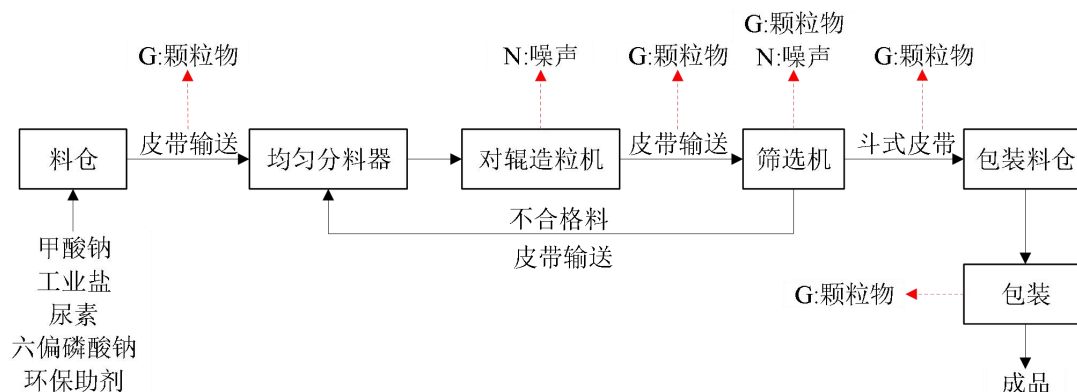 G:颗粒物
N:噪声
G:颗粒物
G:颗粒物
N:噪声
G:颗粒物
料仓
皮带输送
均匀分料器
对辊造粒机
皮带输送
筛选机
斗式皮带
包装料仓
不合格料
皮带输送
甲酸钠
工业盐
尿素
六偏磷酸钠
环保助剂
G:颗粒物
包装
成品